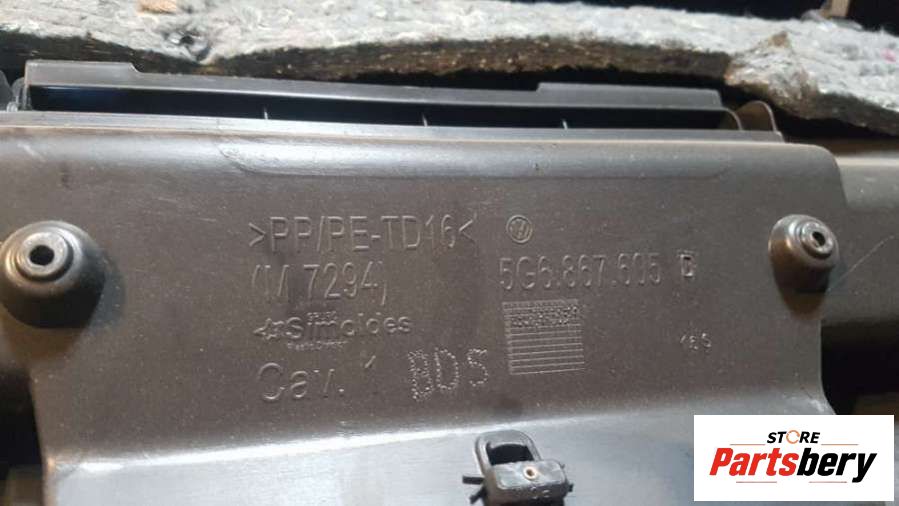 >PP/PE-TD16<
(M 7294)
5G6.867.605
Simoldes
Cav. 1
BDS
STORE
Partsbery